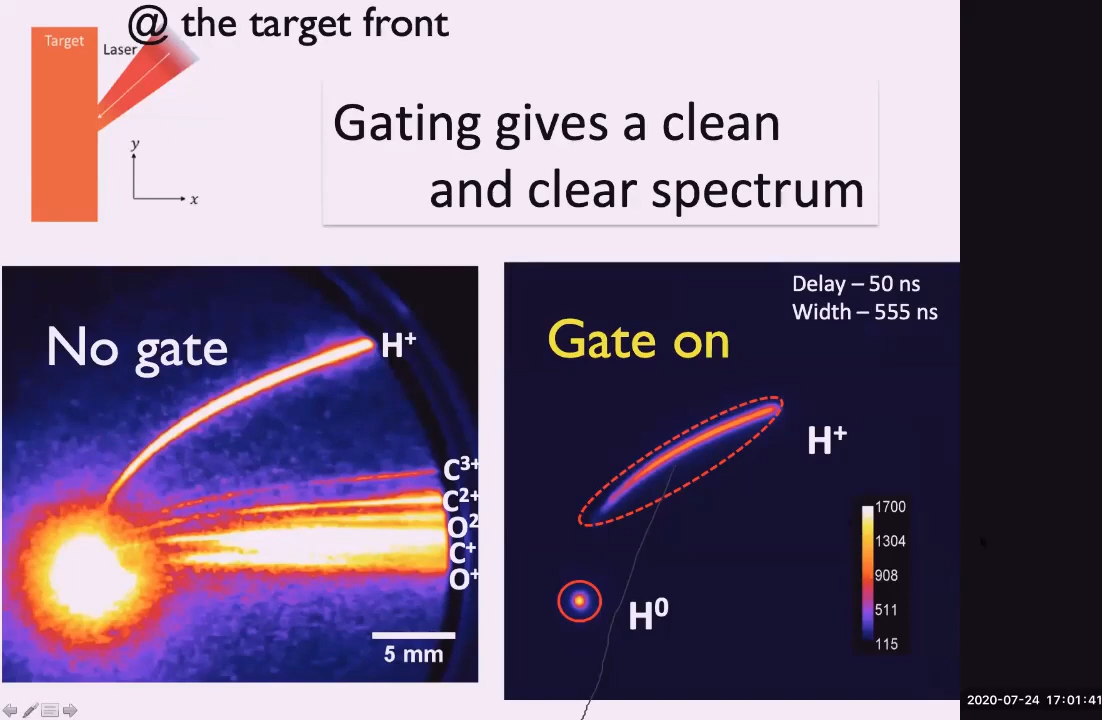 @ the target front
Target
Laser
y
x
Gating gives a clean
and clear spectrum
No gate
H⁺
C³⁺
C²⁺
O²
C⁺
O⁺
5 mm
Delay – 50 ns
Width – 555 ns
Gate on
H⁺
H⁰
1700
1304
908
511
115
2020-07-24 17:01:41